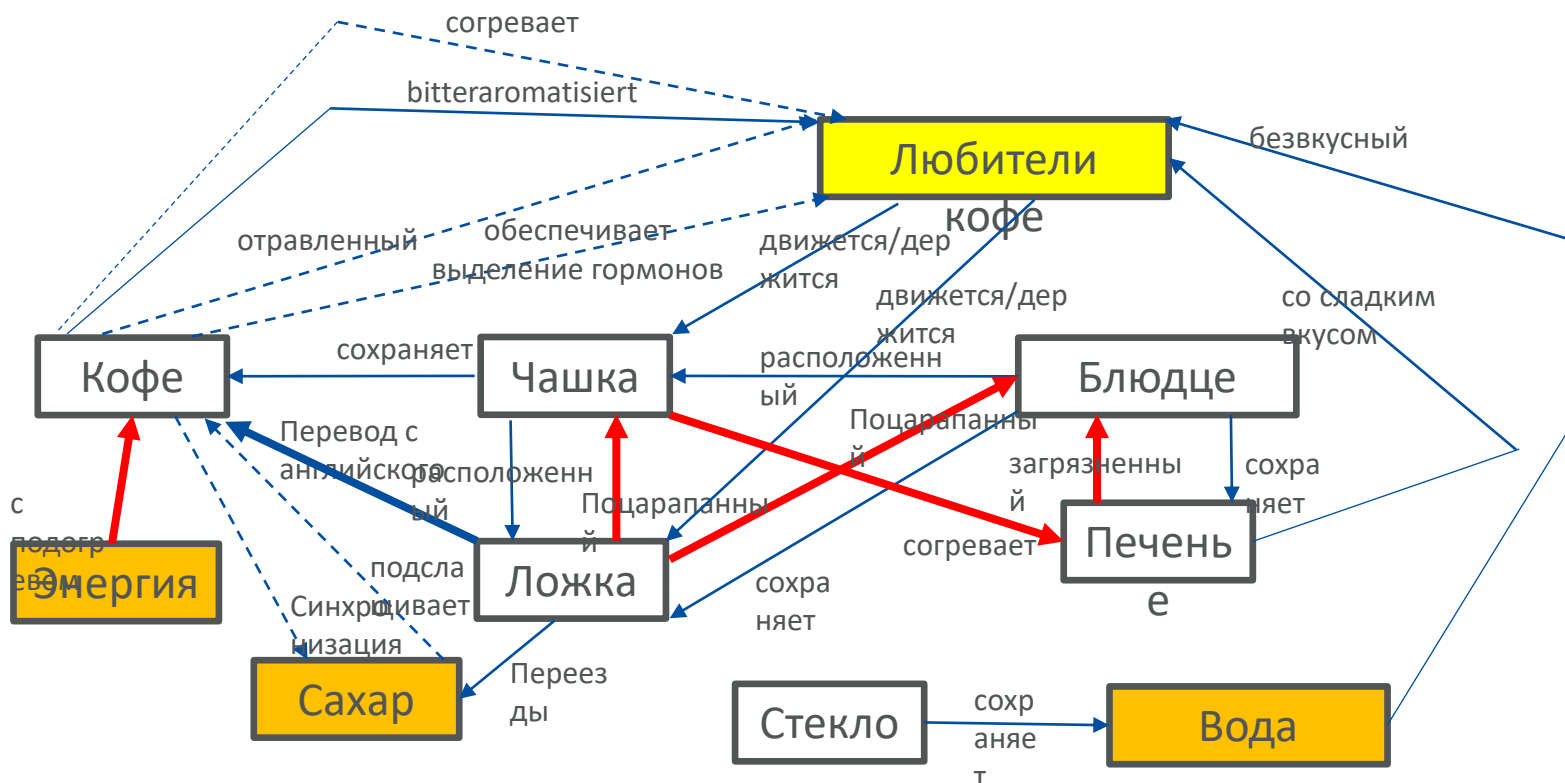 согревает
bitteraromatisiert
безвкусный
Любители
кофе
отравленный
обеспечивает
выделение гормонов
движется/дер
жится
движется/дер
жится
со сладким
вкусом
Кофе
сохраняет
Чашка
расположенн
ый
Блюдце
Перевод с
английского
расположенн
ый
Поцарапанны
й
Поцарапанны
й
загрязненны
й
сохра
няет
с
подогр
евом
Энергия
подсла
щивает
Ложка
согревает
Печень
е
Синхро
низация
сохра
няет
Сахар
Переез
ды
Стекло
сохр
аняе
т
Вода